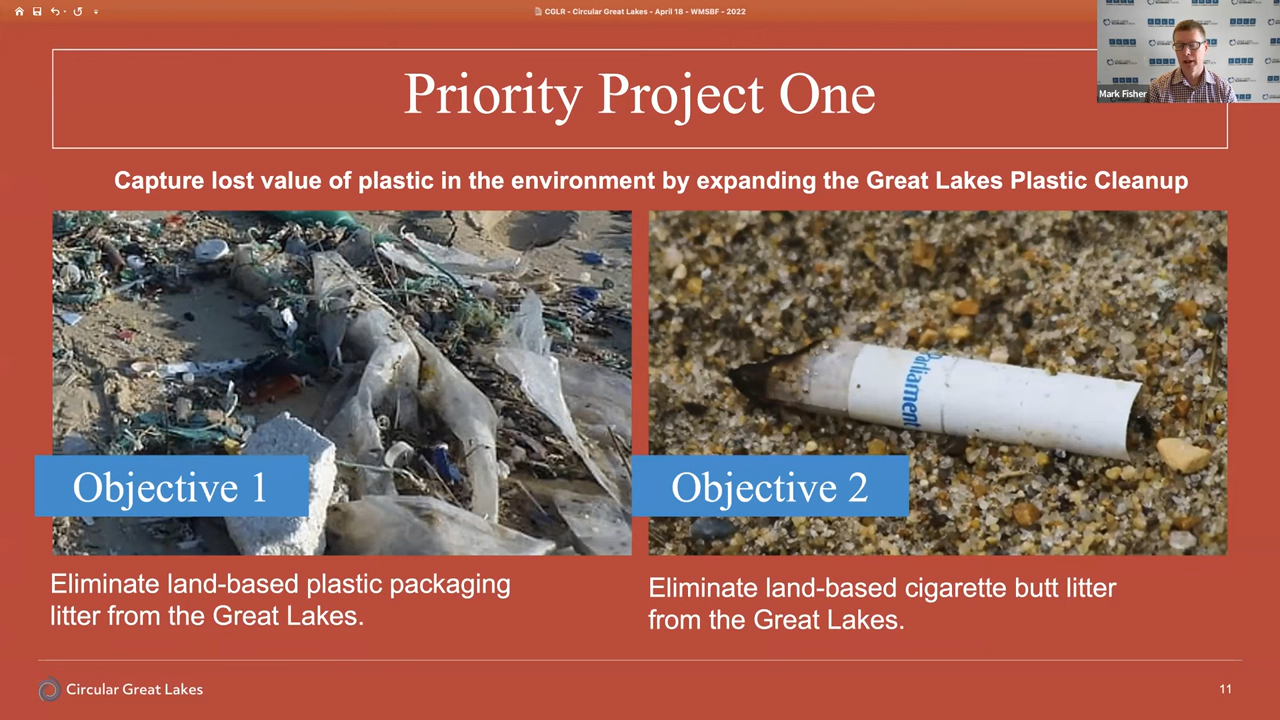 CGLR - Circular Great Lakes - April 18 - WMSBF - 2022
Mark Fisher
Priority Project One
Capture lost value of plastic in the environment by expanding the Great Lakes Plastic Cleanup
Parliament
Objective 1
Objective 2
Eliminate land-based plastic packaging
litter from the Great Lakes.
Eliminate land-based cigarette butt litter
from the Great Lakes.
Circular Great Lakes
11